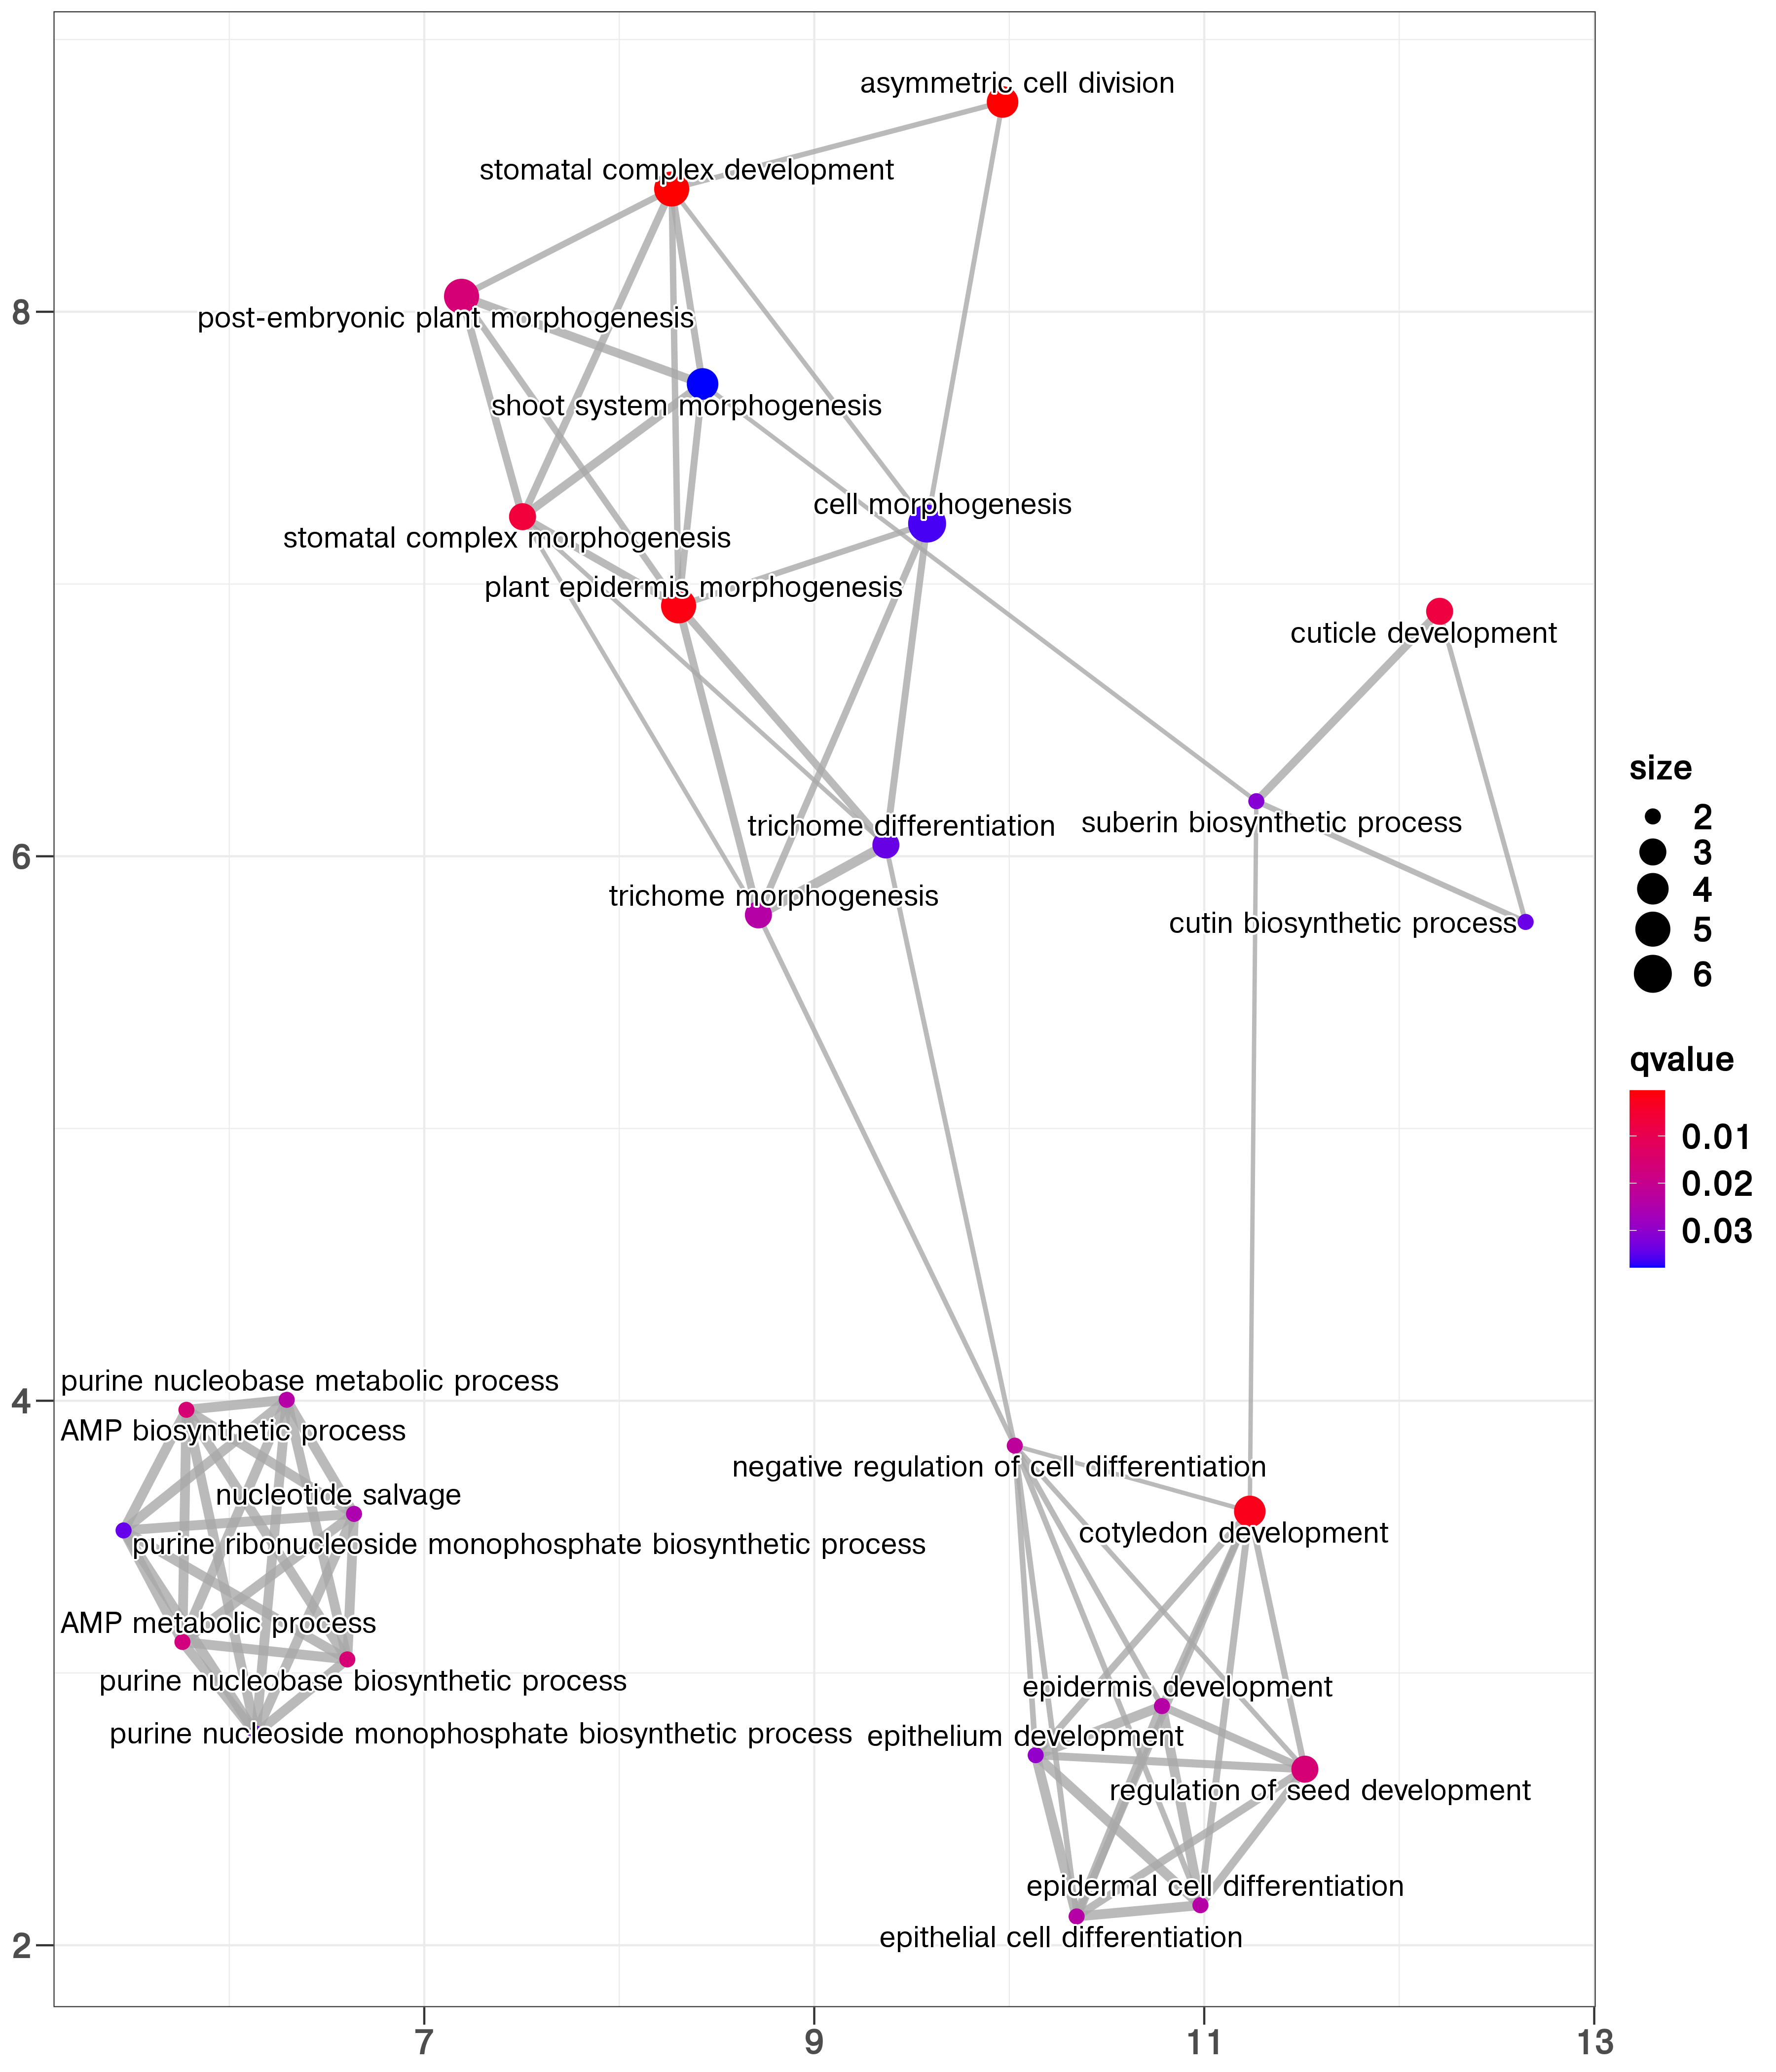 asymmetric cell division
stomatal complex development
post-embryonic plant morphogenesis
8
shoot system morphogenesis
cell morphogenesis
stomatal complex morphogenesis
plant epidermis morphogenesis
cuticle development
trichome differentiation
suberin biosynthetic process
6
trichome morphogenesis
cutin biosynthetic process
size
2
3
4
5
6
qvalue
0.01
0.02
0.03
purine nucleobase metabolic process
4
AMP biosynthetic process
negative regulation of cell differentiation
nucleotide salvage
cotyledon development
purine ribonucleoside monophosphate biosynthetic process
AMP metabolic process
purine nucleobase biosynthetic process
epidermis development
purine nucleoside monophosphate biosynthetic process
epithelium development
regulation of seed development
epidermal cell differentiation
epithelial cell differentiation
2
7
9
11
13